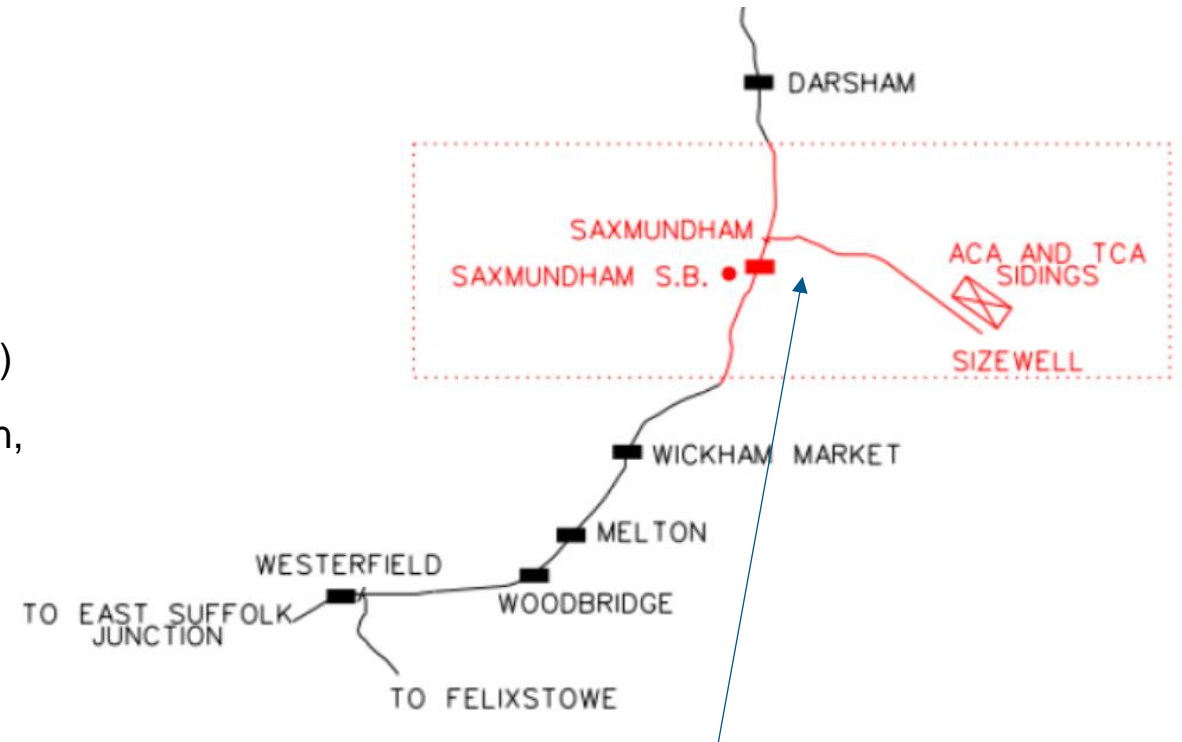 DARSHAM
SAXMUNDHAM
ACA AND TCA
SIDINGS
SAXMUNDHAM S.B.
)
SIZEWELL
n,
WICKHAM MARKET
MELTON
WESTERFIELD
WOODBRIDGE
TO EAST SUFFOLK
JUNCTION
TO FELIXSTOWE